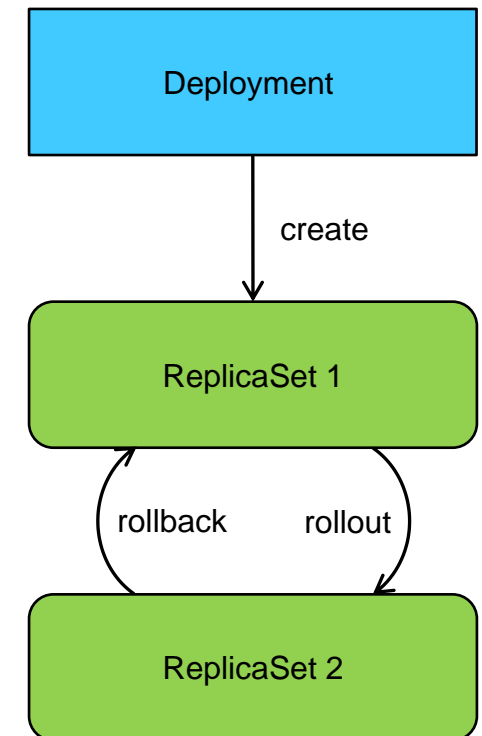 Deployment
create
ReplicaSet 1
rollback
rollout
ReplicaSet 2